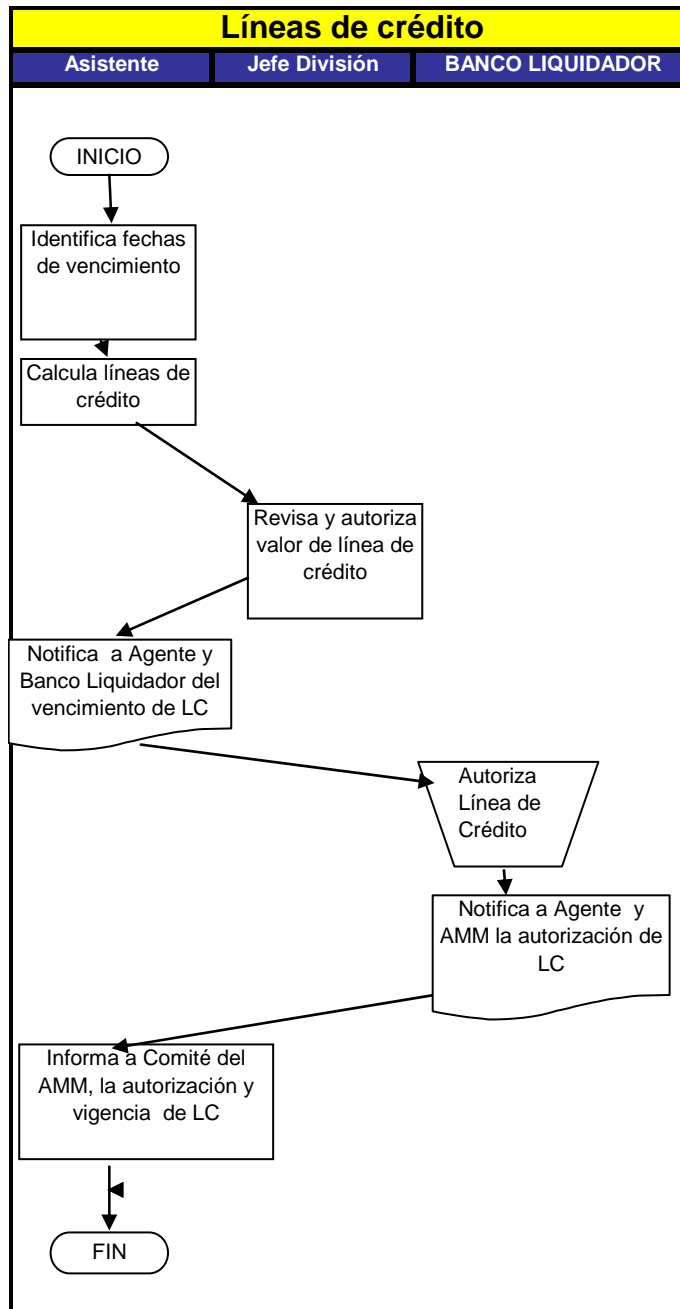 Líneas de crédito
Asistente Jefe División BANCO LIQUIDADOR
INICIO
Identifica fechas
de vencimiento
Calcula líneas de
crédito
Revisa y autoriza
valor de línea de
crédito
Notifica a Agente y
Banco Liquidador del
vencimiento de LC
Autoriza
Línea de
Crédito
Notifica a Agente y
AMM la autorización de
LC
Informa a Comité del
AMM, la autorización y
vigencia de LC
FIN